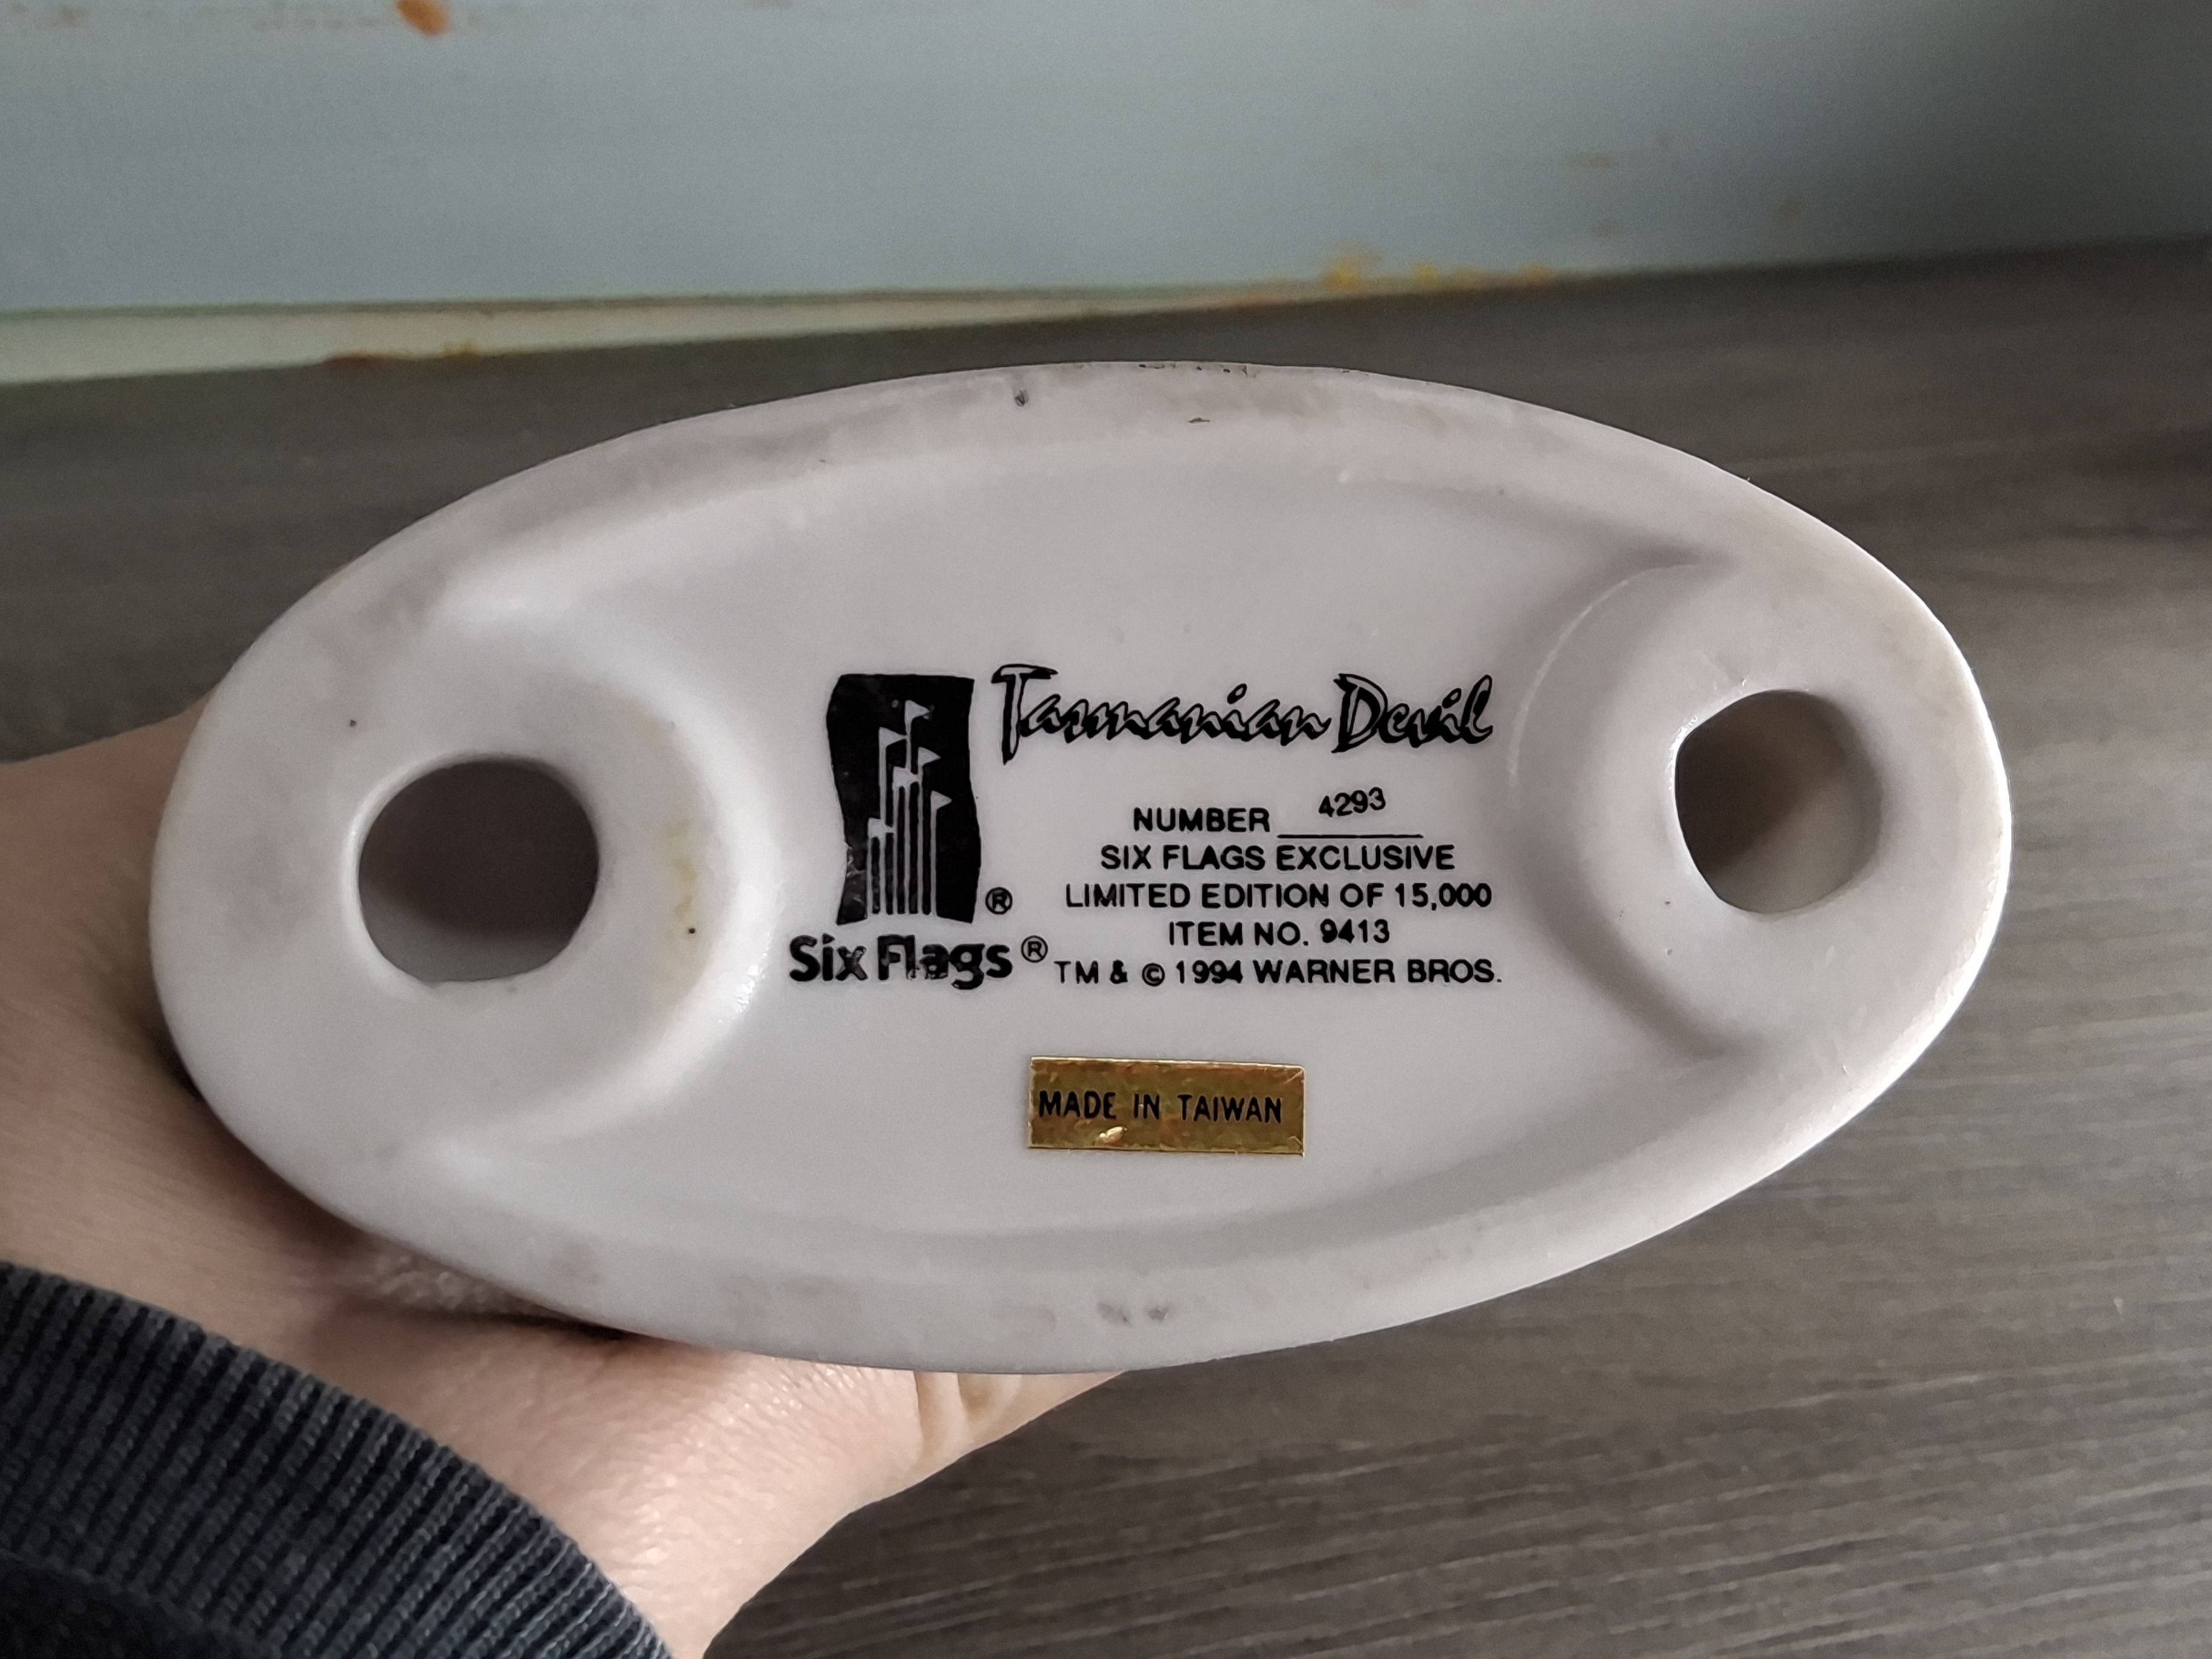 Tasmanian Devil
NUMBER 4293
SIX FLAGS EXCLUSIVE
LIMITED EDITION OF 15,000
ITEM NO. 9413
TM & © 1994 WARNER BROS.
®
Six Flags®
MADE IN TAIWAN